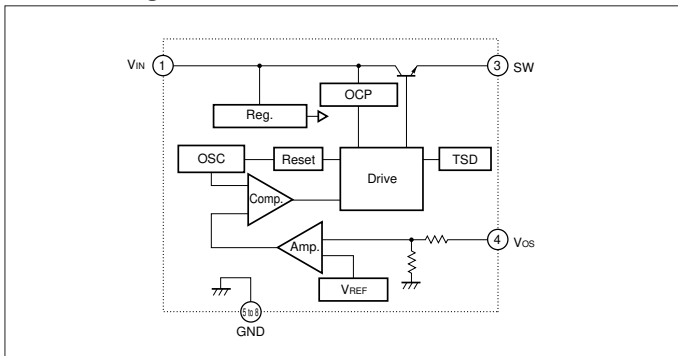 VIN 1
3 SW
OCP
Reg.
OSC
Reset
Drive
TSD
Comp.
Amp.
4 VOS
VREF
5 to 8
GND